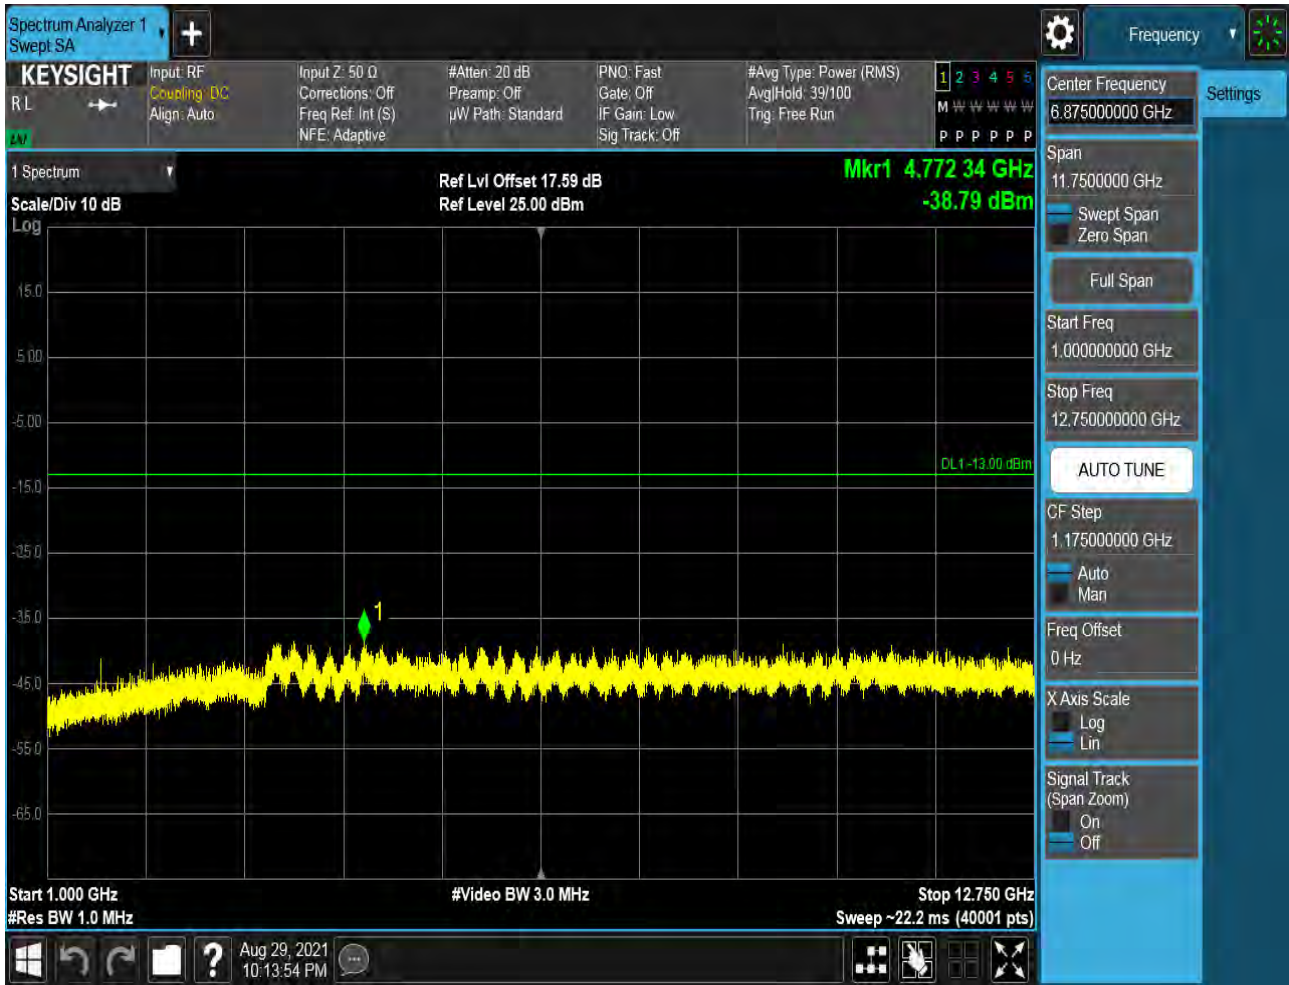 Spectrum Analyzer 1
Swept SA
Frequency
KEYSIGHT
R L
LNI
Input: RF
Coupling: DC
Align: Auto
Input Z: 50 Ω
Corrections: Off
Freq Ref: Int (S)
NFE: Adaptive
#Atten: 20 dB
Preamp: Off
µW Path: Standard
PNO: Fast
Gate: Off
IF Gain: Low
Sig Track: Off
#Avg Type: Power (RMS)
Avg|Hold: 39/100
Trig: Free Run
1 2 3 4 5 6
M W W W W W
P P P P P P
1 Spectrum
Scale/Div 10 dB
Log
Ref Lvl Offset 17.59 dB
Ref Level 25.00 dBm
Mkr1 4.772 34 GHz
-38.79 dBm
15.0
5.00
-5.00
-15.0
-25.0
-35.0
-45.0
-55.0
-65.0
DL1 -13.00 dBm
1
Start 1.000 GHz
#Res BW 1.0 MHz
#Video BW 3.0 MHz
Stop 12.750 GHz
Sweep ~22.2 ms (40001 pts)
Aug 29, 2021
10:13:54 PM
Center Frequency
6.875000000 GHz
Settings
Span
11.7500000 GHz
Swept Span
Zero Span
Full Span
Start Freq
1.000000000 GHz
Stop Freq
12.750000000 GHz
AUTO TUNE
CF Step
1.175000000 GHz
Auto
Man
Freq Offset
0 Hz
X Axis Scale
Log
Lin
Signal Track
(Span Zoom)
On
Off